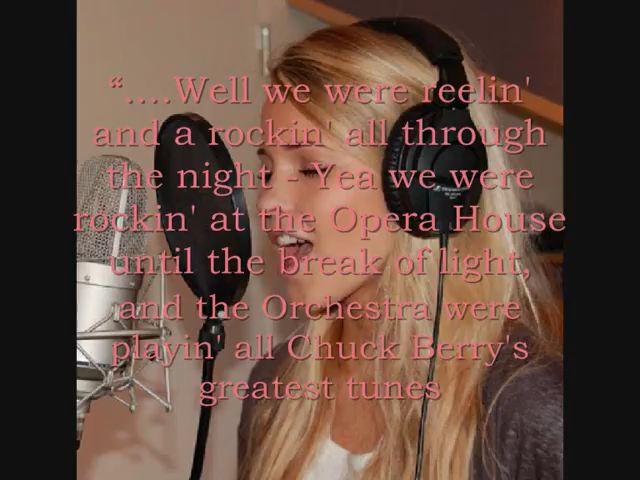 “....Well we were reelin'
and a rockin' all through
the night - Yea we were
rockin' at the Opera House
until the break of light,
and the Orchestra were
playin' all Chuck Berry's
greatest tunes